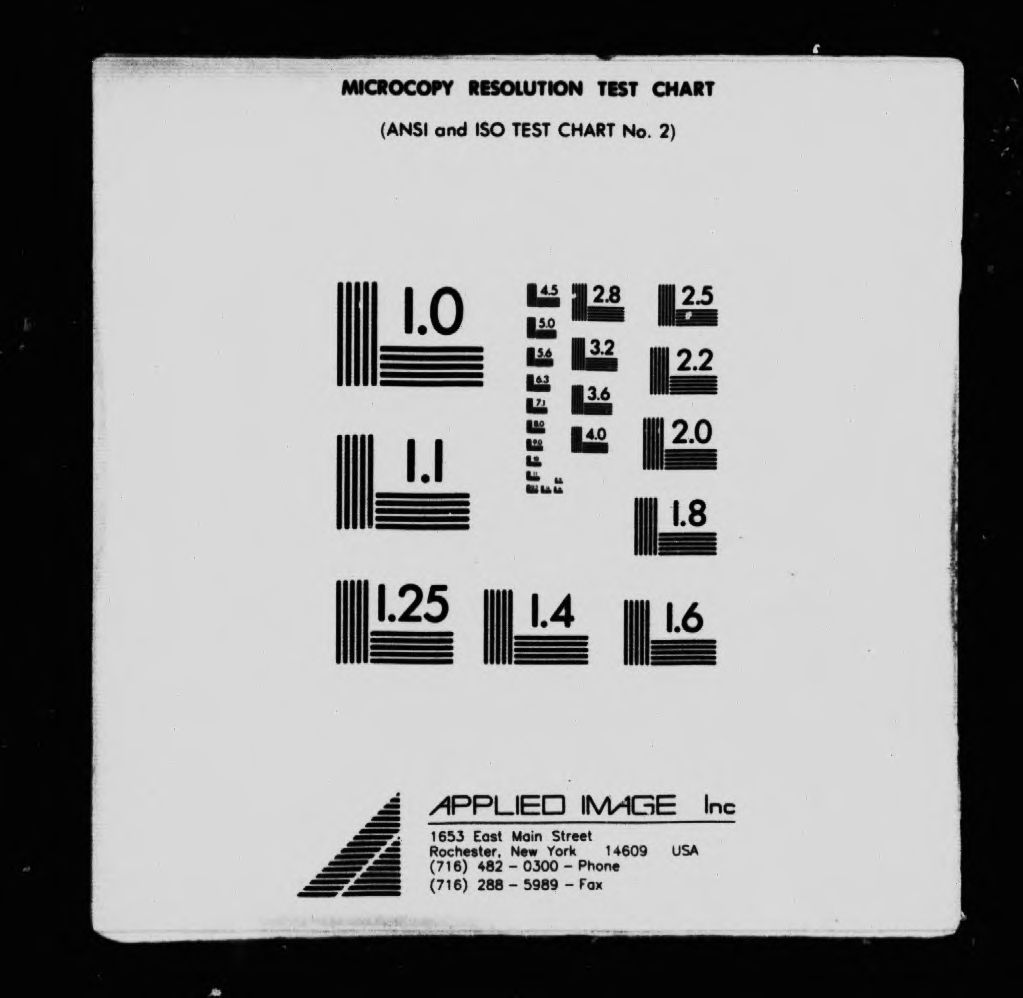 MICROCOPY RESOLUTION TEST CHART
(ANSI and ISO TEST CHART No. 2)
1.0
1.1
1.25
1.4
1.6
1.8
2.0
2.2
2.5
2.8
3.2
3.6
4.0
4.5
5.0
5.6
6.3
7.1
8.0
9.0
APPLIED IMAGE Inc
1653 East Main Street
Rochester, New York 14609 USA
(716) 482 - 0300 - Phone
(716) 288 - 5989 - Fax